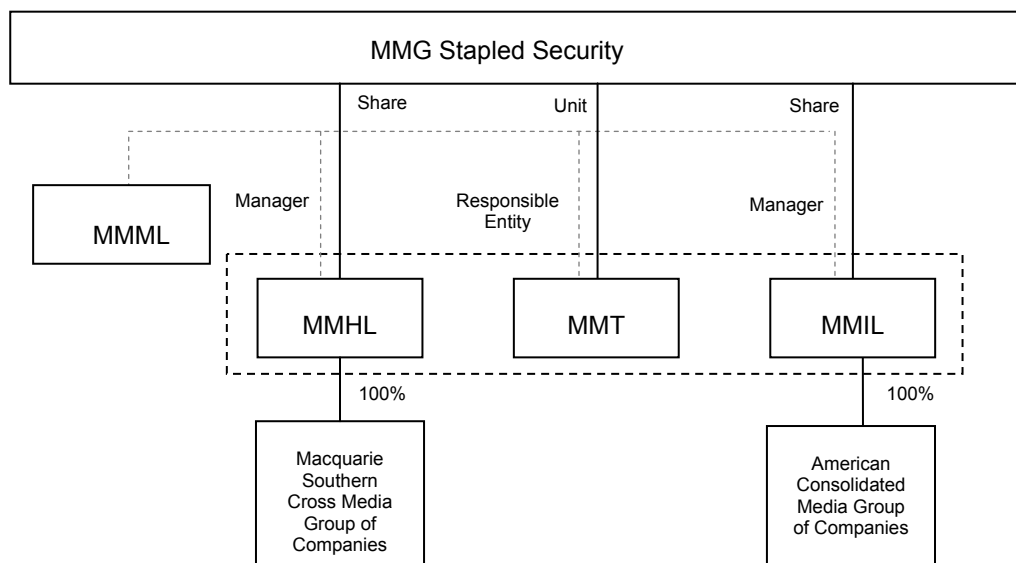 MMG Stapled Security
Share
Unit
Share
Manager
Responsible
Entity
Manager
MMML
MMHL
MMT
MMIL
100%
100%
Macquarie
Southern
Cross Media
Group of
Companies
American
Consolidated
Media Group
of Companies